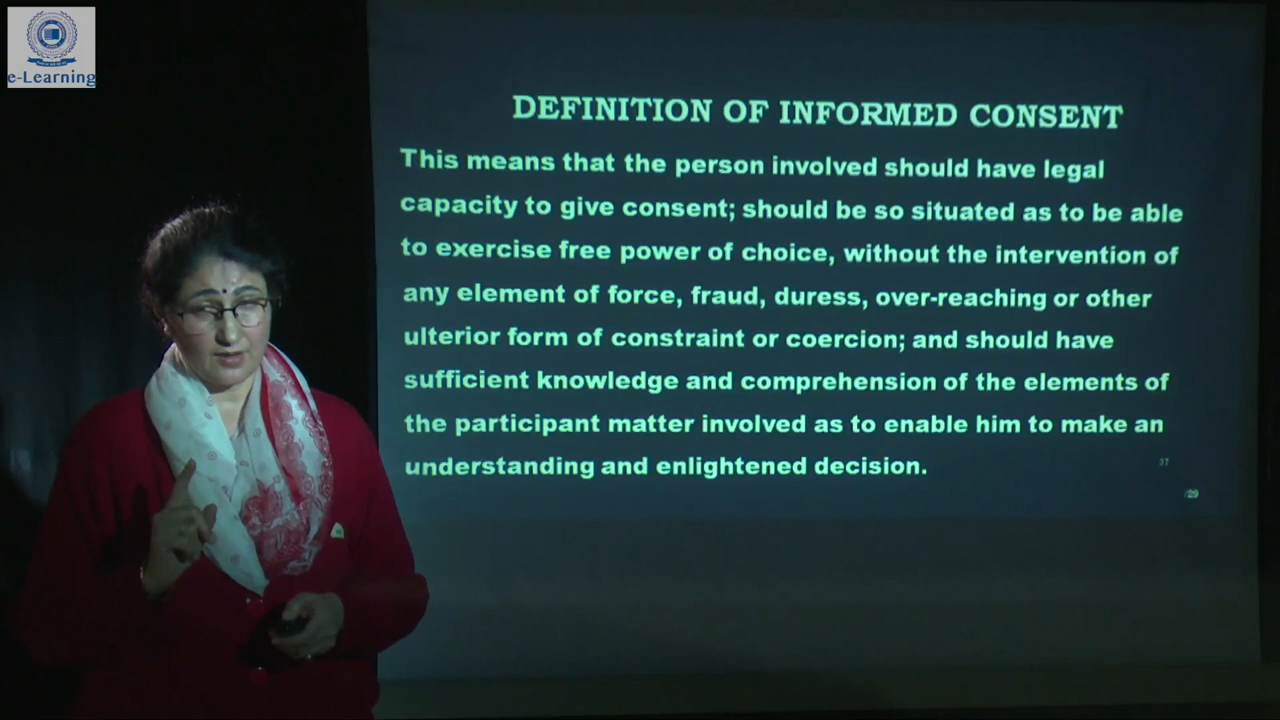 e-Learning
DEFINITION OF INFORMED CONSENT
This means that the person involved should have legal
capacity to give consent; should be so situated as to be able
to exercise free power of choice, without the intervention of
any element of force, fraud, duress, over-reaching or other
ulterior form of constraint or coercion; and should have
sufficient knowledge and comprehension of the elements of
the participant matter involved as to enable him to make an
understanding and enlightened decision.
/29